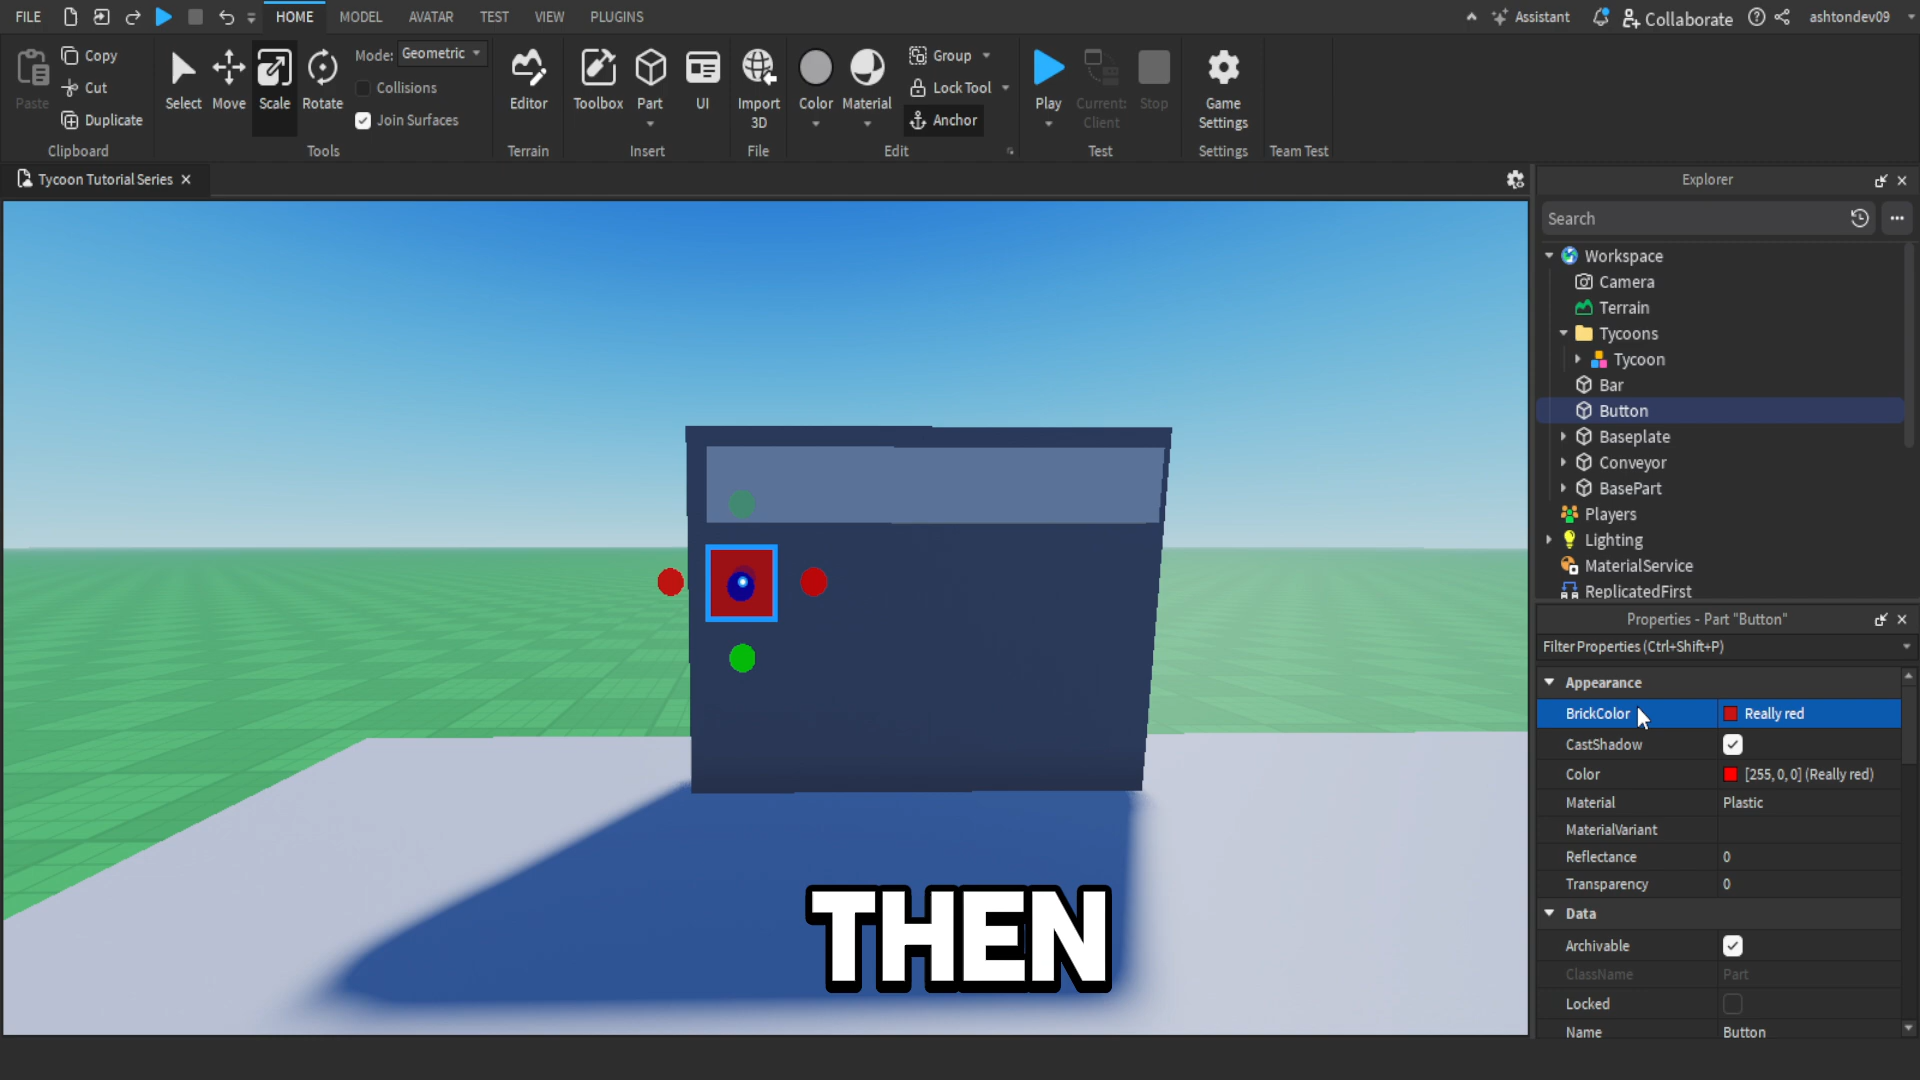 FILE HOME MODEL AVATAR TEST VIEW PLUGINS Assistant Collaborate ashtondev09
Paste
Copy
Cut
Duplicate
Clipboard
Select Move Scale Rotate
Mode: Geometric
Collisions
Join Surfaces
Tools
Editor
Terrain
Toolbox Part UI
Insert
Import
3D
File
Color Material
Group
Lock Tool
Anchor
Edit
Play
Current:
Client
Stop
Test
Game
Settings
Settings
Team Test
Tycoon Tutorial Series
THEN
Explorer
Search
Workspace
Camera
Terrain
Tycoons
Tycoon
Bar
Button
Baseplate
Conveyor
BasePart
Players
Lighting
MaterialService
ReplicatedFirst
Properties - Part "Button"
Filter Properties (Ctrl+Shift+P)
Appearance
BrickColor Really red
CastShadow
Color [255, 0, 0] (Really red)
Material Plastic
MaterialVariant
Reflectance 0
Transparency 0
Data
Archivable
ClassName Part
Locked
Name Button